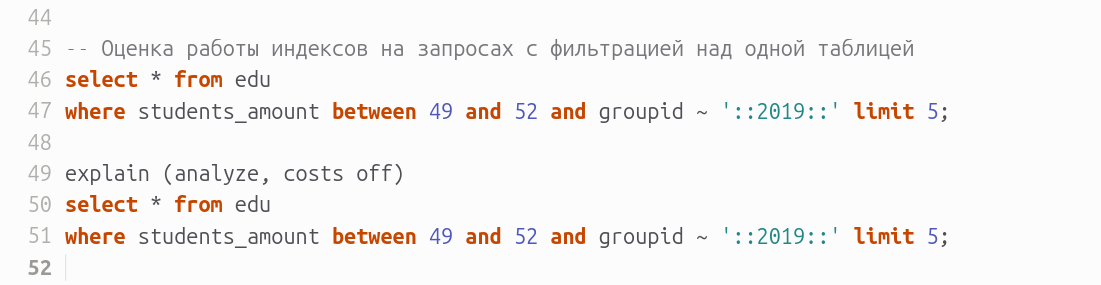 44
45 -- Оценка работы индексов на запросах с фильтрацией над одной таблицей
46 select * from edu
47 where students_amount between 49 and 52 and groupid ~ '::2019::' limit 5;
48
49 explain (analyze, costs off)
50 select * from edu
51 where students_amount between 49 and 52 and groupid ~ '::2019::' limit 5;
52